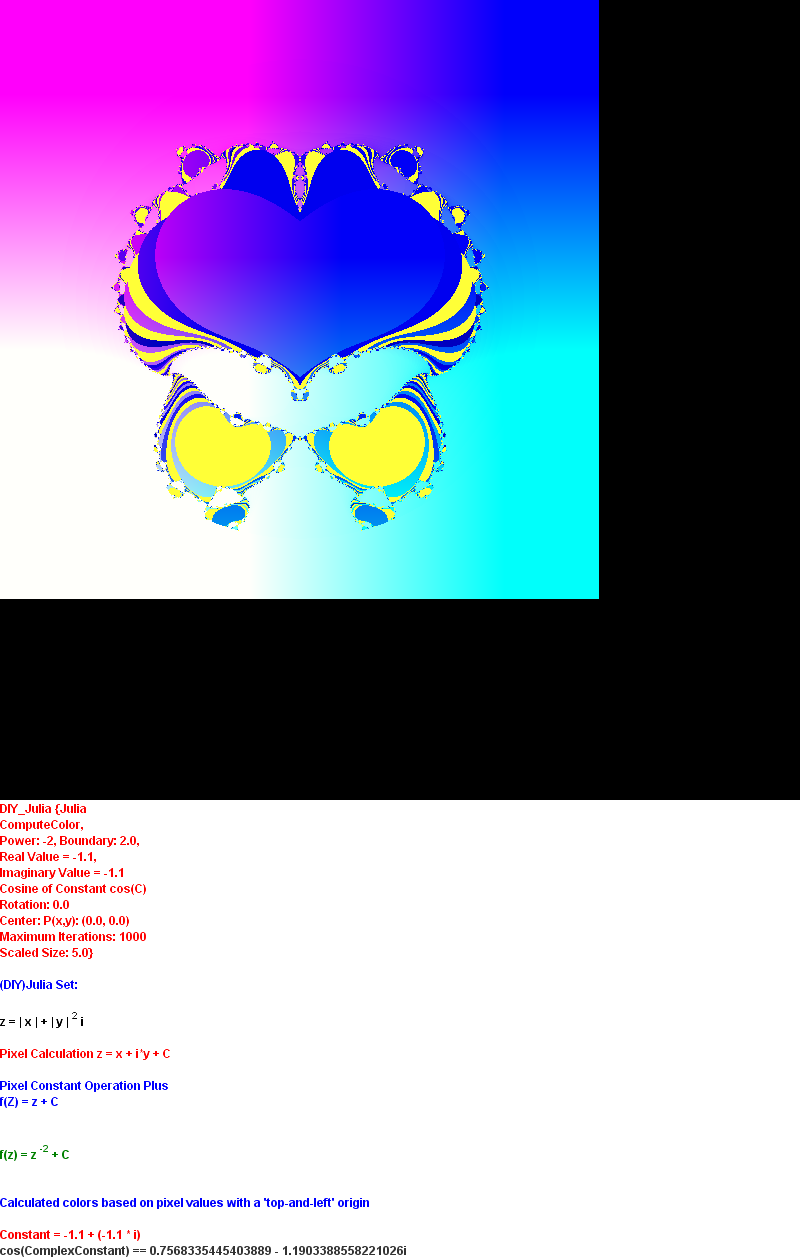 DIY_Julia {Julia
ComputeColor,
Power: -2, Boundary: 2.0,
Real Value = -1.1,
Imaginary Value = -1.1
Cosine of Constant cos(C)
Rotation: 0.0
Center: P(x,y): (0.0, 0.0)
Maximum Iterations: 1000
Scaled Size: 5.0}
(DIY)Julia Set:
z = | x | + | y | ² i
Pixel Calculation z = x + i*y + C
Pixel Constant Operation Plus
f(Z) = z + C
f(z) = z ⁻² + C
Calculated colors based on pixel values with a 'top-and-left' origin
Constant = -1.1 + (-1.1 * i)
cos(ComplexConstant) == 0.7568335445403889 - 1.1903388558221026i